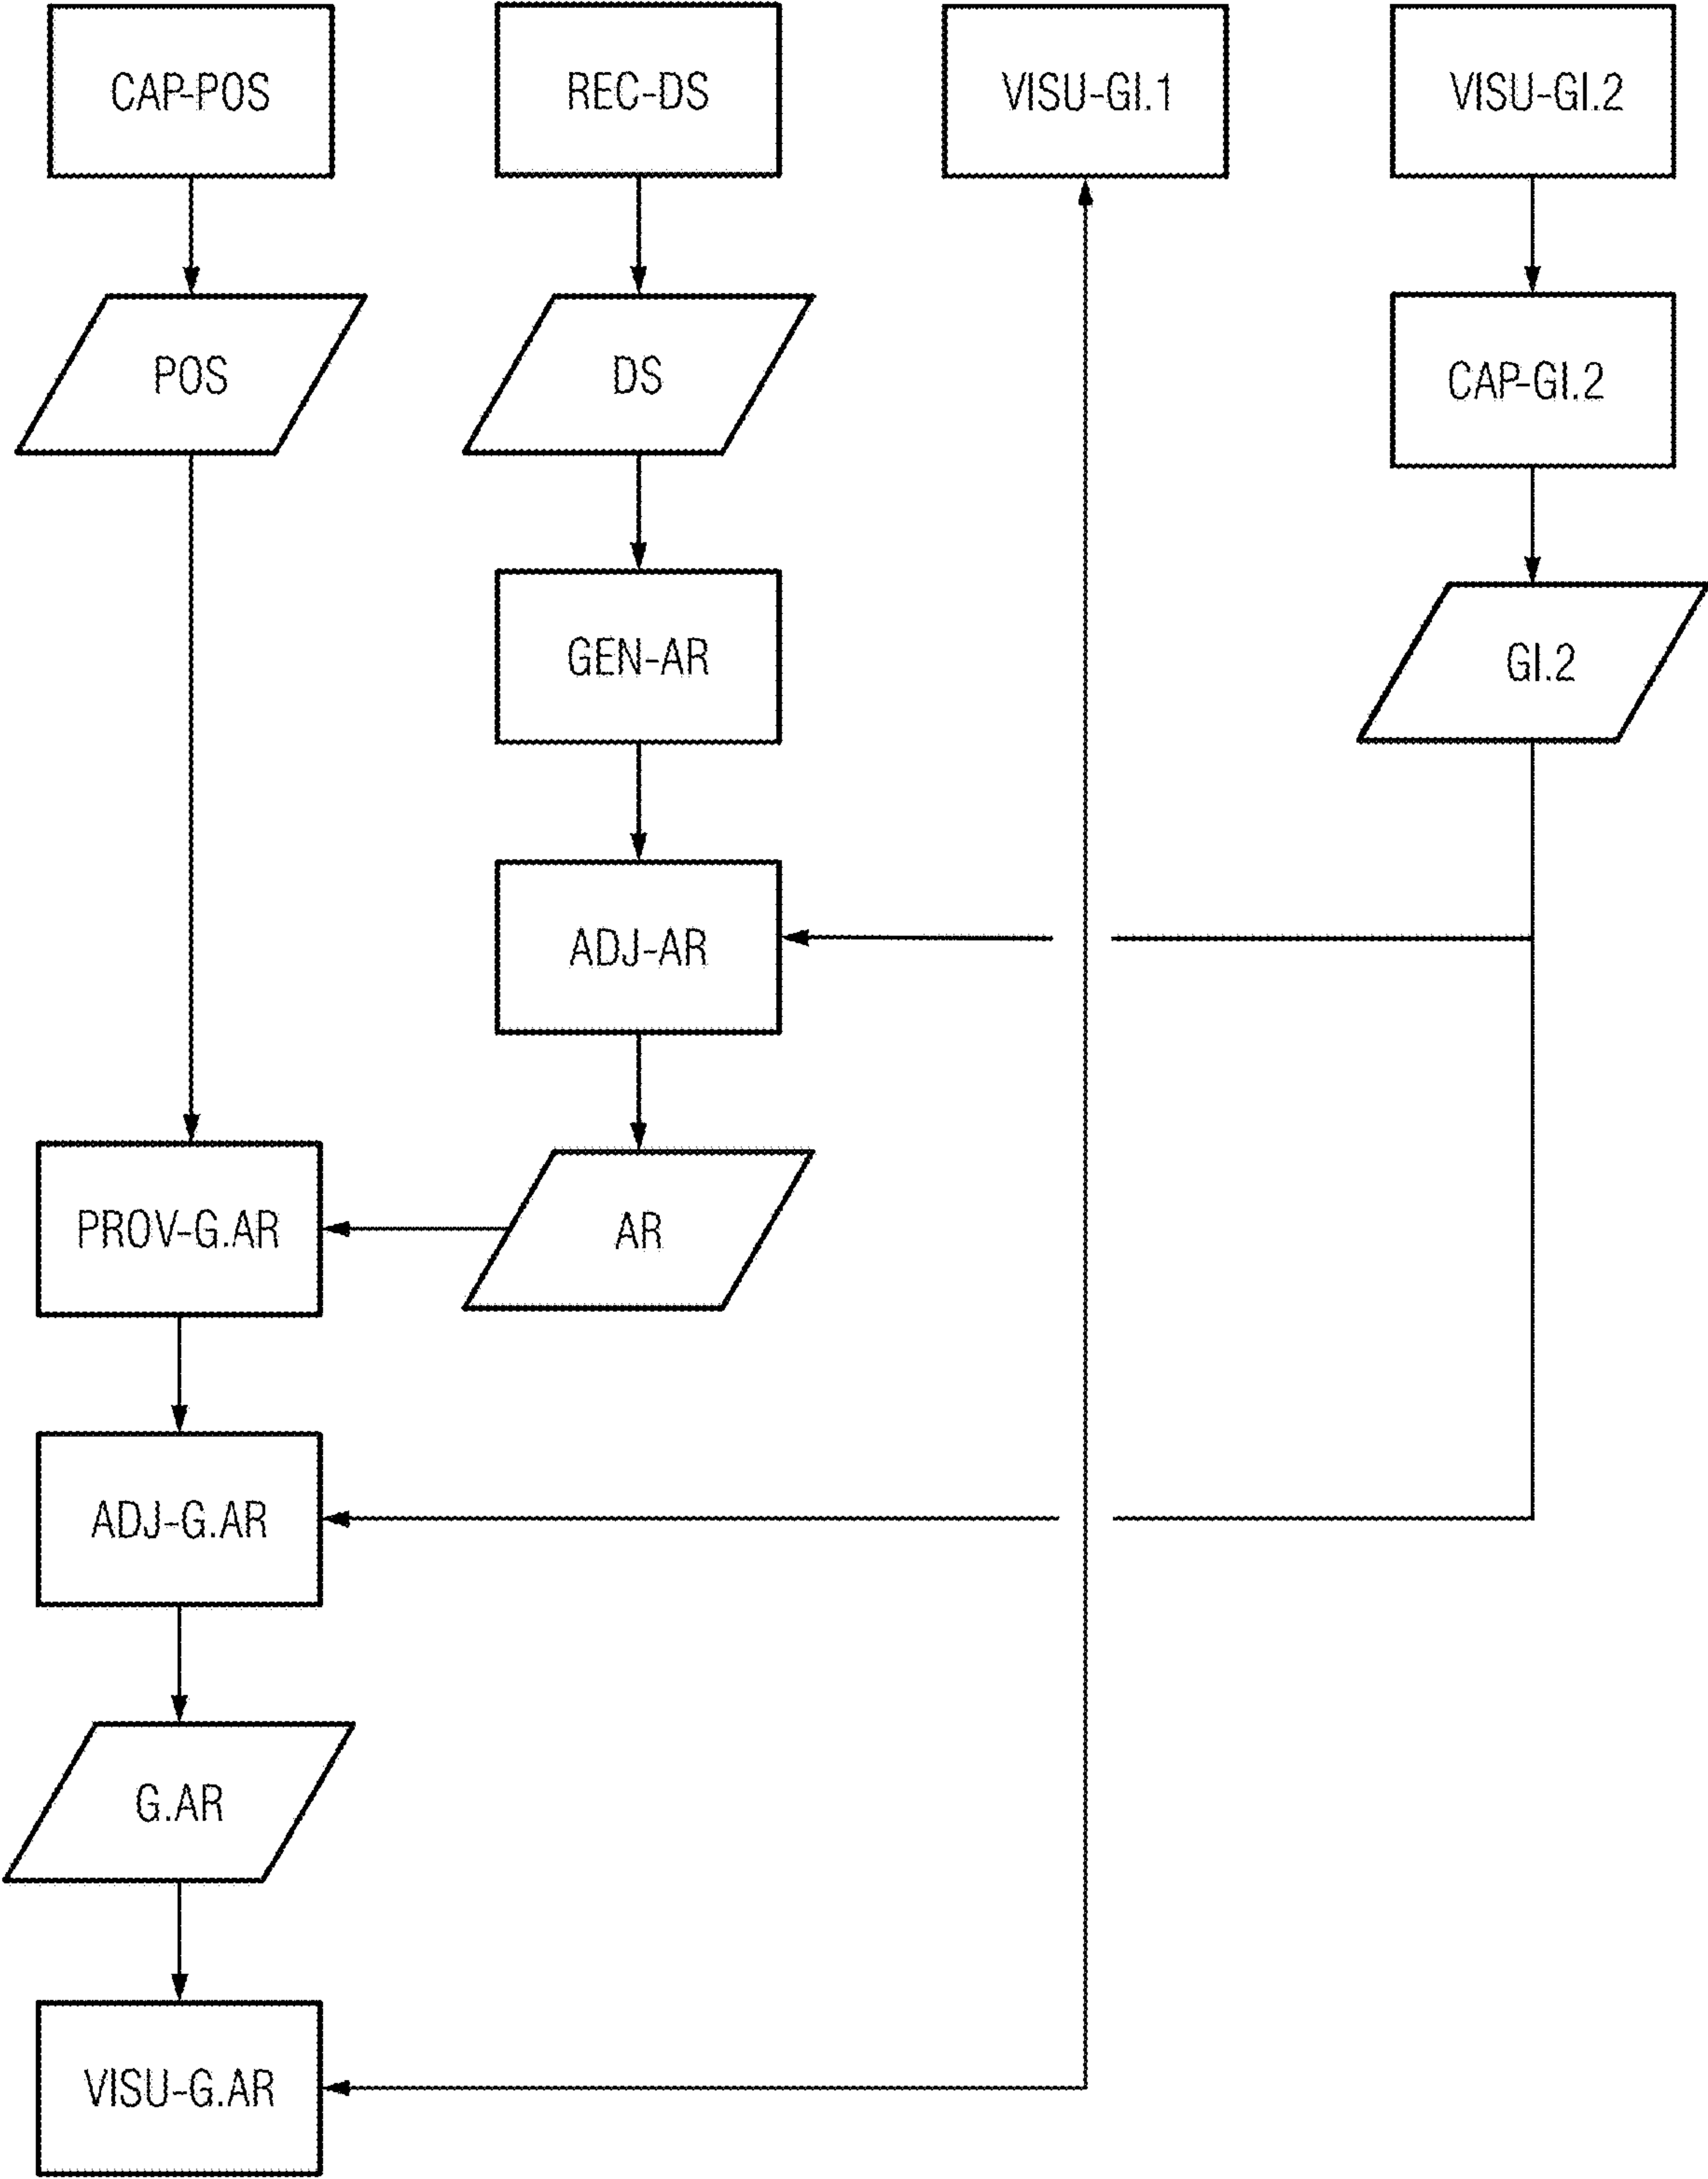 CAP-POS
REC-DS
VISU-GI.1
VISU-GI.2
POS
DS
CAP-GI.2
GEN-AR
GI.2
ADJ-AR
PROV-G.AR
AR
ADJ-G.AR
G.AR
VISU-G.AR